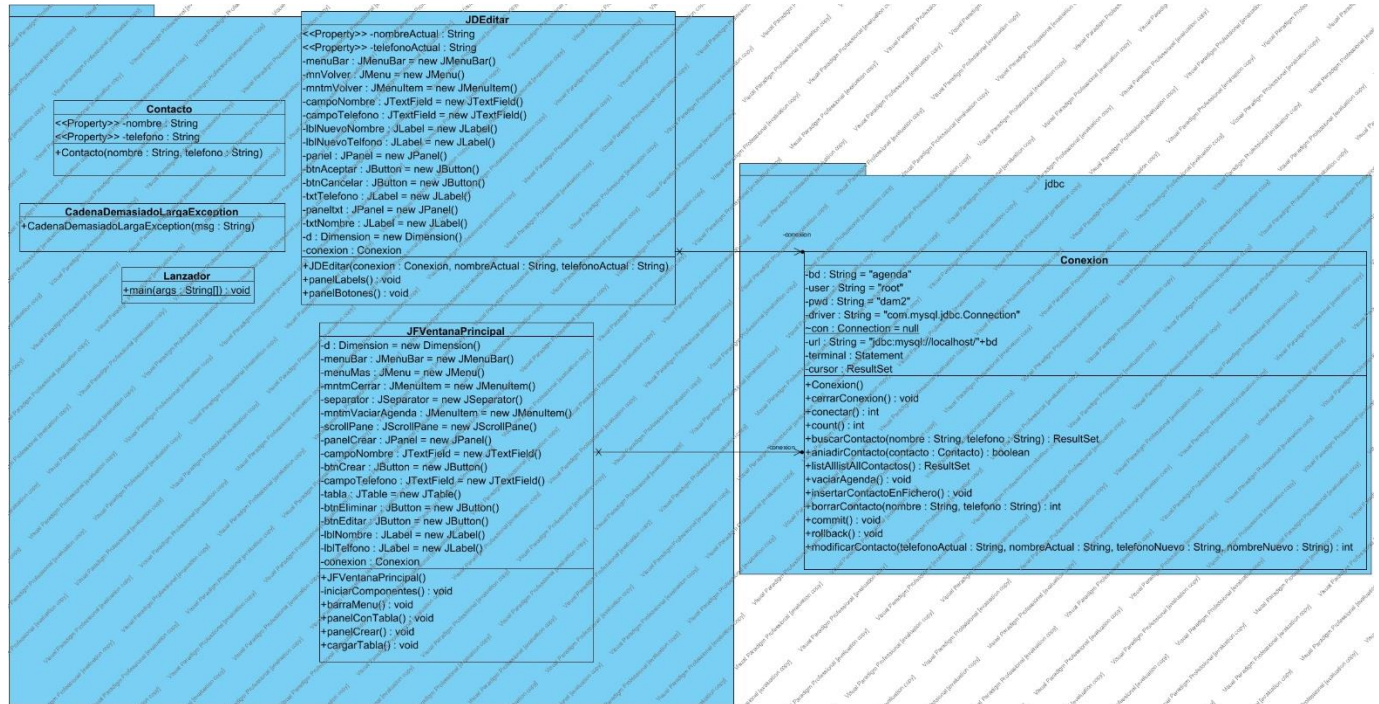 JDEditar
<<Property>> -nombreActual : String
<<Property>> -telefonoActual : String
-menuBar : JMenuBar = new JMenuBar()
-mnVolver : JMenu = new JMenu()
-mntmVolver : JMenuItem = new JMenuItem()
-campoNombre : JTextField = new JTextField()
-campoTelefono : JTextField = new JTextField()
-lblNuevoNombre : JLabel = new JLabel()
-lblNuevoTelfono : JLabel = new JLabel()
-panel : JPanel = new JPanel()
-btnAceptar : JButton = new JButton()
-btnCancelar : JButton = new JButton()
-txtTelefono : JLabel = new JLabel()
-paneltxt : JPanel = new JPanel()
-txtNombre : JLabel = new JLabel()
-d : Dimension = new Dimension()
-conexion : Conexion
+JDEditar(conexion : Conexion, nombreActual : String, telefonoActual : String)
+panelLabels() : void
+panelBotones() : void
Contacto
<<Property>> -nombre : String
<<Property>> -telefono : String
+Contacto(nombre : String, telefono : String)
CadenaDemasiadoLargaException
+CadenaDemasiadoLargaException(msg : String)
Lanzador
+main(args : String[]) : void
JFVentanaPrincipal
-d : Dimension = new Dimension()
-menuBar : JMenuBar = new JMenuBar()
-menuMas : JMenu = new JMenu()
-mntmCerrar : JMenuItem = new JMenuItem()
-separator : JSeparator = new JSeparator()
-mntmVaciarAgenda : JMenuItem = new JMenuItem()
-scrollPane : JScrollPane = new JScrollPane()
-panelCrear : JPanel = new JPanel()
-campoNombre : JTextField = new JTextField()
-btnCrear : JButton = new JButton()
-campoTelefono : JTextField = new JTextField()
-tabla : JTable = new JTable()
-btnEliminar : JButton = new JButton()
-btnEditar : JButton = new JButton()
-lblNombre : JLabel = new JLabel()
-lblTelfono : JLabel = new JLabel()
-conexion : Conexion
+JFVentanaPrincipal()
-iniciarComponentes() : void
+barraMenu() : void
+panelConTabla() : void
+panelCrear() : void
+cargarTabla() : void
jdbc
-conexion
-conexion
Conexion
-bd : String = "agenda"
-user : String = "root"
-pwd : String = "dam2"
-driver : String = "com.mysql.jdbc.Connection"
~con : Connection = null
-url : String = "jdbc:mysql://localhost/"+bd
-terminal : Statement
-cursor : ResultSet
+Conexion()
+cerrarConexion() : void
+conectar() : int
+count() : int
+buscarContacto(nombre : String, telefono : String) : ResultSet
+aniadirContacto(contacto : Contacto) : boolean
+listAlllistAllContactos() : ResultSet
+vaciarAgenda() : void
+insertarContactoEnFichero() : void
+borrarContacto(nombre : String, telefono : String) : int
+commit() : void
+rollback() : void
+modificarContacto(telefonoActual : String, nombreActual : String, telefonoNuevo : String, nombreNuevo : String) : int
Visual Paradigm Professional [evaluation copy]